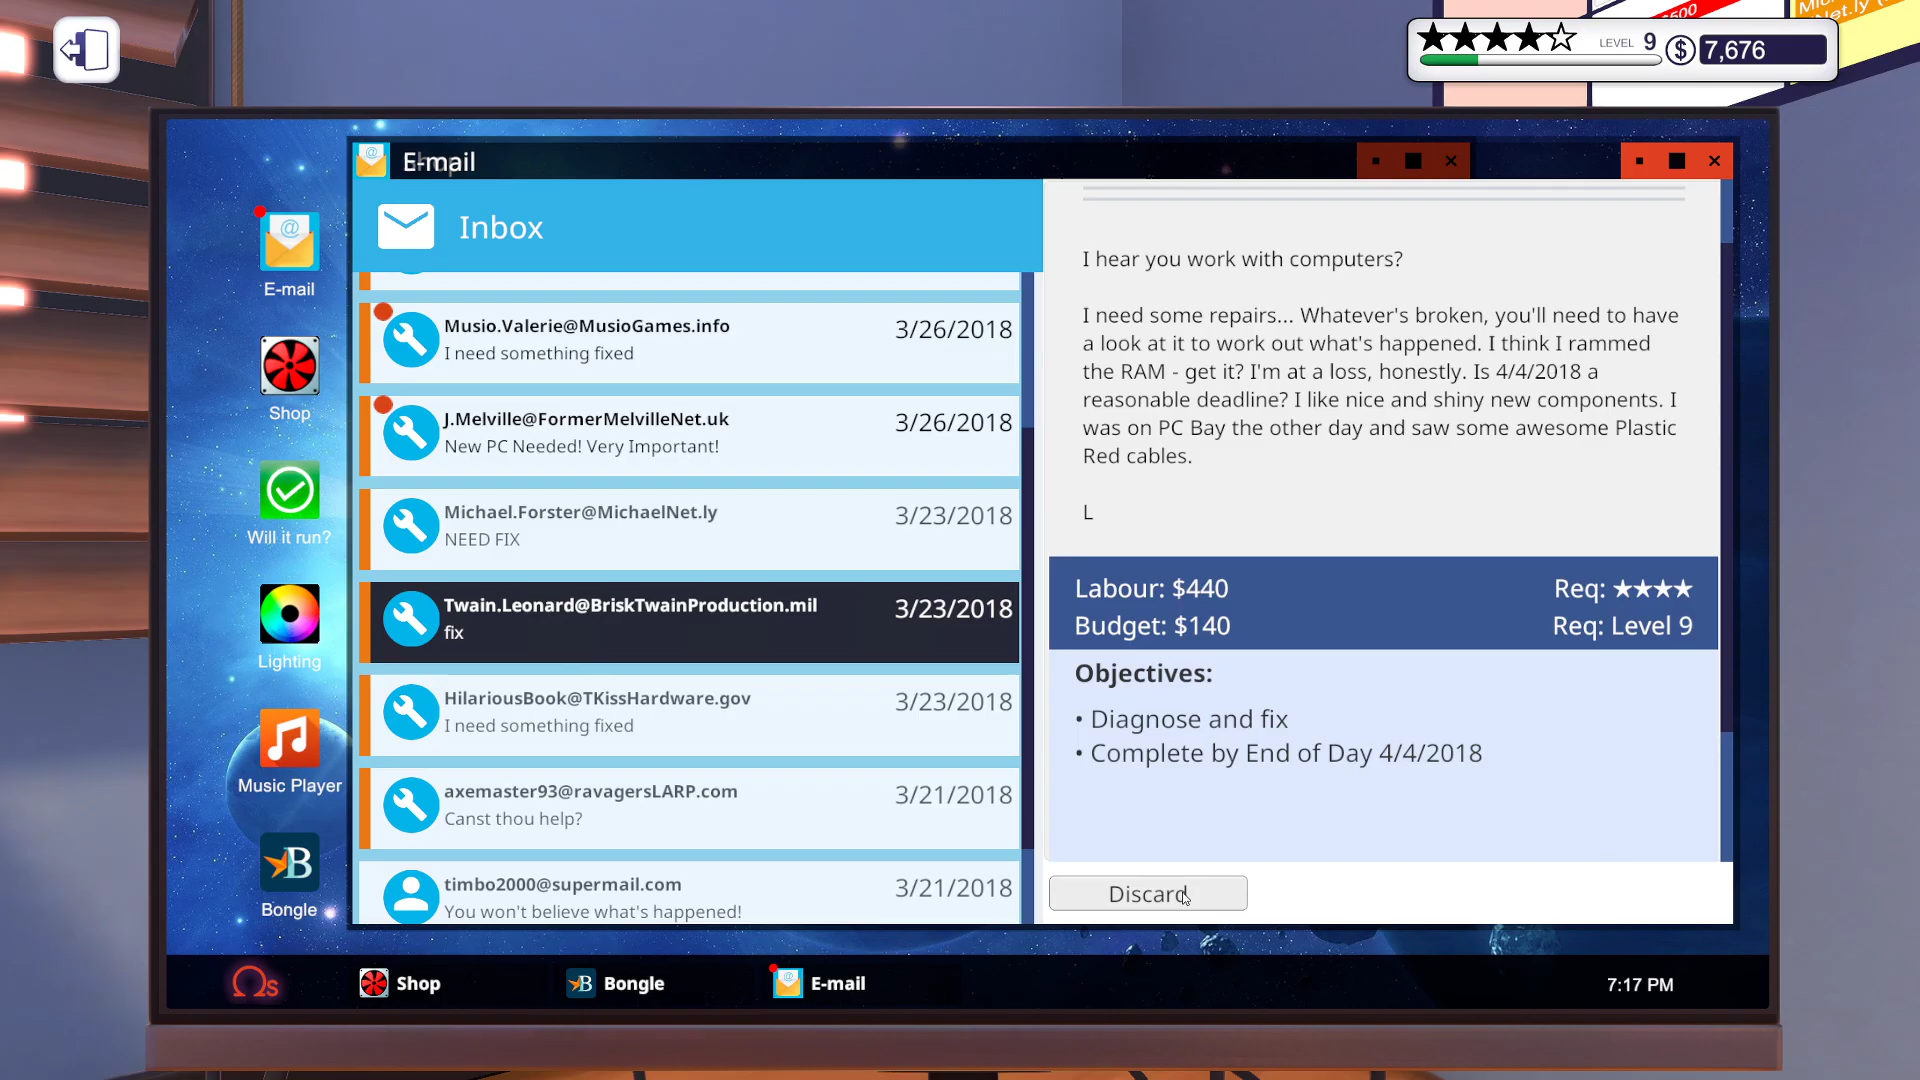 $500
Net.ly
LEVEL 9
$ 7,676
E-mail
Inbox
E-mail
Shop
Will it run?
Lighting
Music Player
B
Bongle
Musio.Valerie@MusioGames.info
3/26/2018
I need something fixed
J.Melville@FormerMelvilleNet.uk
3/26/2018
New PC Needed! Very Important!
Michael.Forster@MichaelNet.ly
3/23/2018
NEED FIX
Twain.Leonard@BriskTwainProduction.mil
3/23/2018
fix
HilariousBook@TKissHardware.gov
3/23/2018
I need something fixed
axemaster93@ravagersLARP.com
3/21/2018
Canst thou help?
timbo2000@supermail.com
3/21/2018
You won't believe what's happened!
I hear you work with computers?
I need some repairs... Whatever's broken, you'll need to have
a look at it to work out what's happened. I think I rammed
the RAM - get it? I'm at a loss, honestly. Is 4/4/2018 a
reasonable deadline? I like nice and shiny new components. I
was on PC Bay the other day and saw some awesome Plastic
Red cables.
L
Labour: $440
Req: ★★★★
Budget: $140
Req: Level 9
Objectives:
• Diagnose and fix
• Complete by End of Day 4/4/2018
Discard
Ωs
Shop
B
Bongle
E-mail
7:17 PM